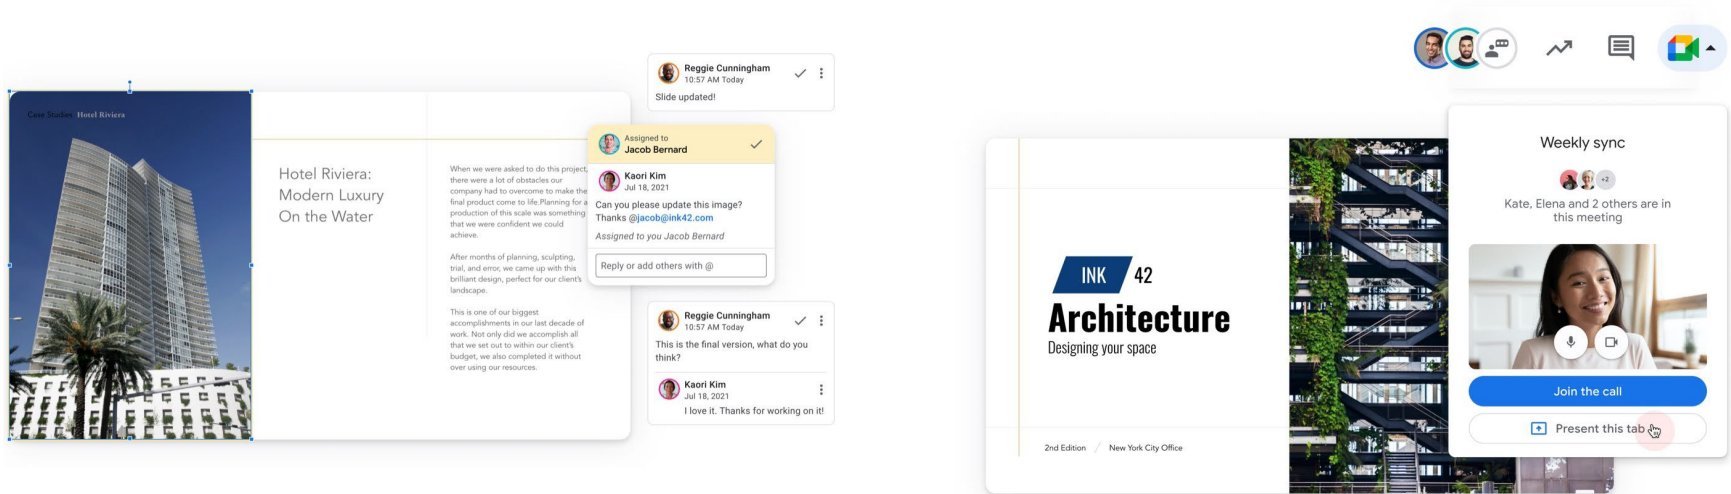 Case Studies Hotel Riviera
Hotel Riviera:
Modern Luxury
On the Water
When we were asked to do this project,
there were a lot of obstacles our
company had to overcome to make the
final product come to life.Planning for a
production of this scale was something
that we were confident we could
achieve.
After months of planning, sculpting,
trial, and error, we came up with this
brilliant design, perfect for our client's
landscape.
This is one of our biggest
accomplishments in our last decade of
work. Not only did we accomplish all
that we set out to within our client's
budget, we also completed it without
over using our resources.
Reggie Cunningham
10:57 AM Today
Slide updated!
Assigned to
Jacob Bernard
Kaori Kim
Jul 18, 2021
Can you please update this image?
Thanks @jacob@ink42.com
Assigned to you Jacob Bernard
Reply or add others with @
Reggie Cunningham
10:57 AM Today
This is the final version, what do you
think?
Kaori Kim
Jul 18, 2021
I love it. Thanks for working on it!
INK 42
Architecture
Designing your space
2nd Edition / New York City Office
Weekly sync
+2
Kate, Elena and 2 others are in
this meeting
Join the call
Present this tab